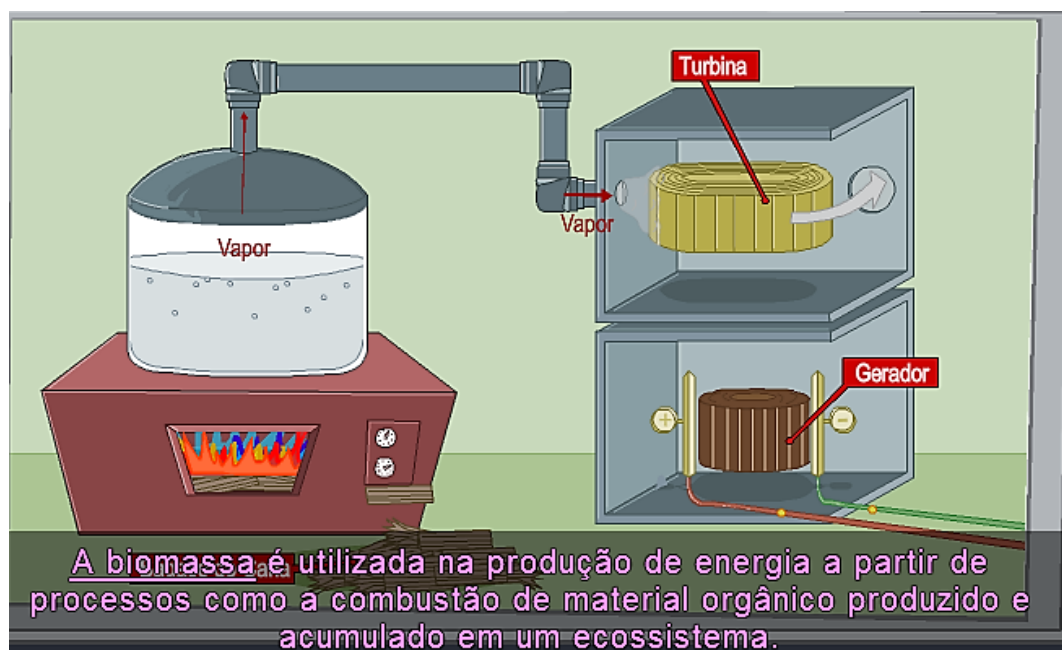 Turbina
Vapor
Vapor
Gerador
+
-
A biomassa é utilizada na produção de energia a partir de
processos como a combustão de material orgânico produzido e
acumulado em um ecossistema.